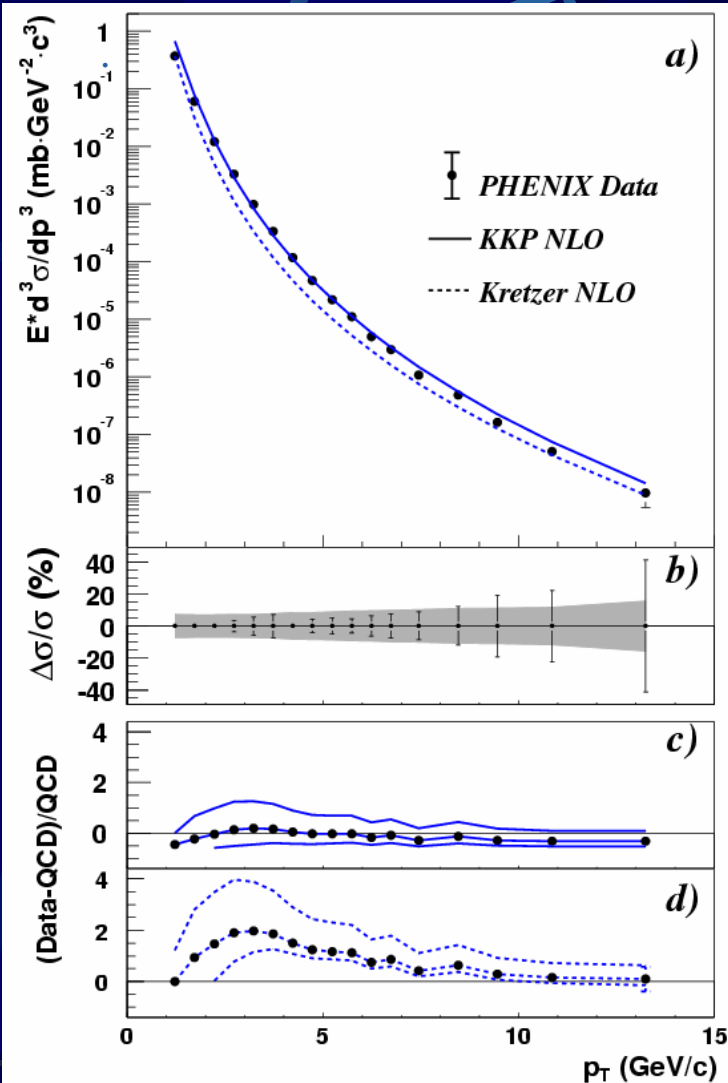 a)
E*d³σ/dp³ (mb·GeV⁻²·c³)
1
10⁻¹
10⁻²
10⁻³
10⁻⁴
10⁻⁵
10⁻⁶
10⁻⁷
10⁻⁸
PHENIX Data
KKP NLO
Kretzer NLO
b)
Δσ/σ (%)
40
20
0
-20
-40
c)
(Data-QCD)/QCD
4
2
0
d)
4
2
0
0 5 10 15
pT (GeV/c)